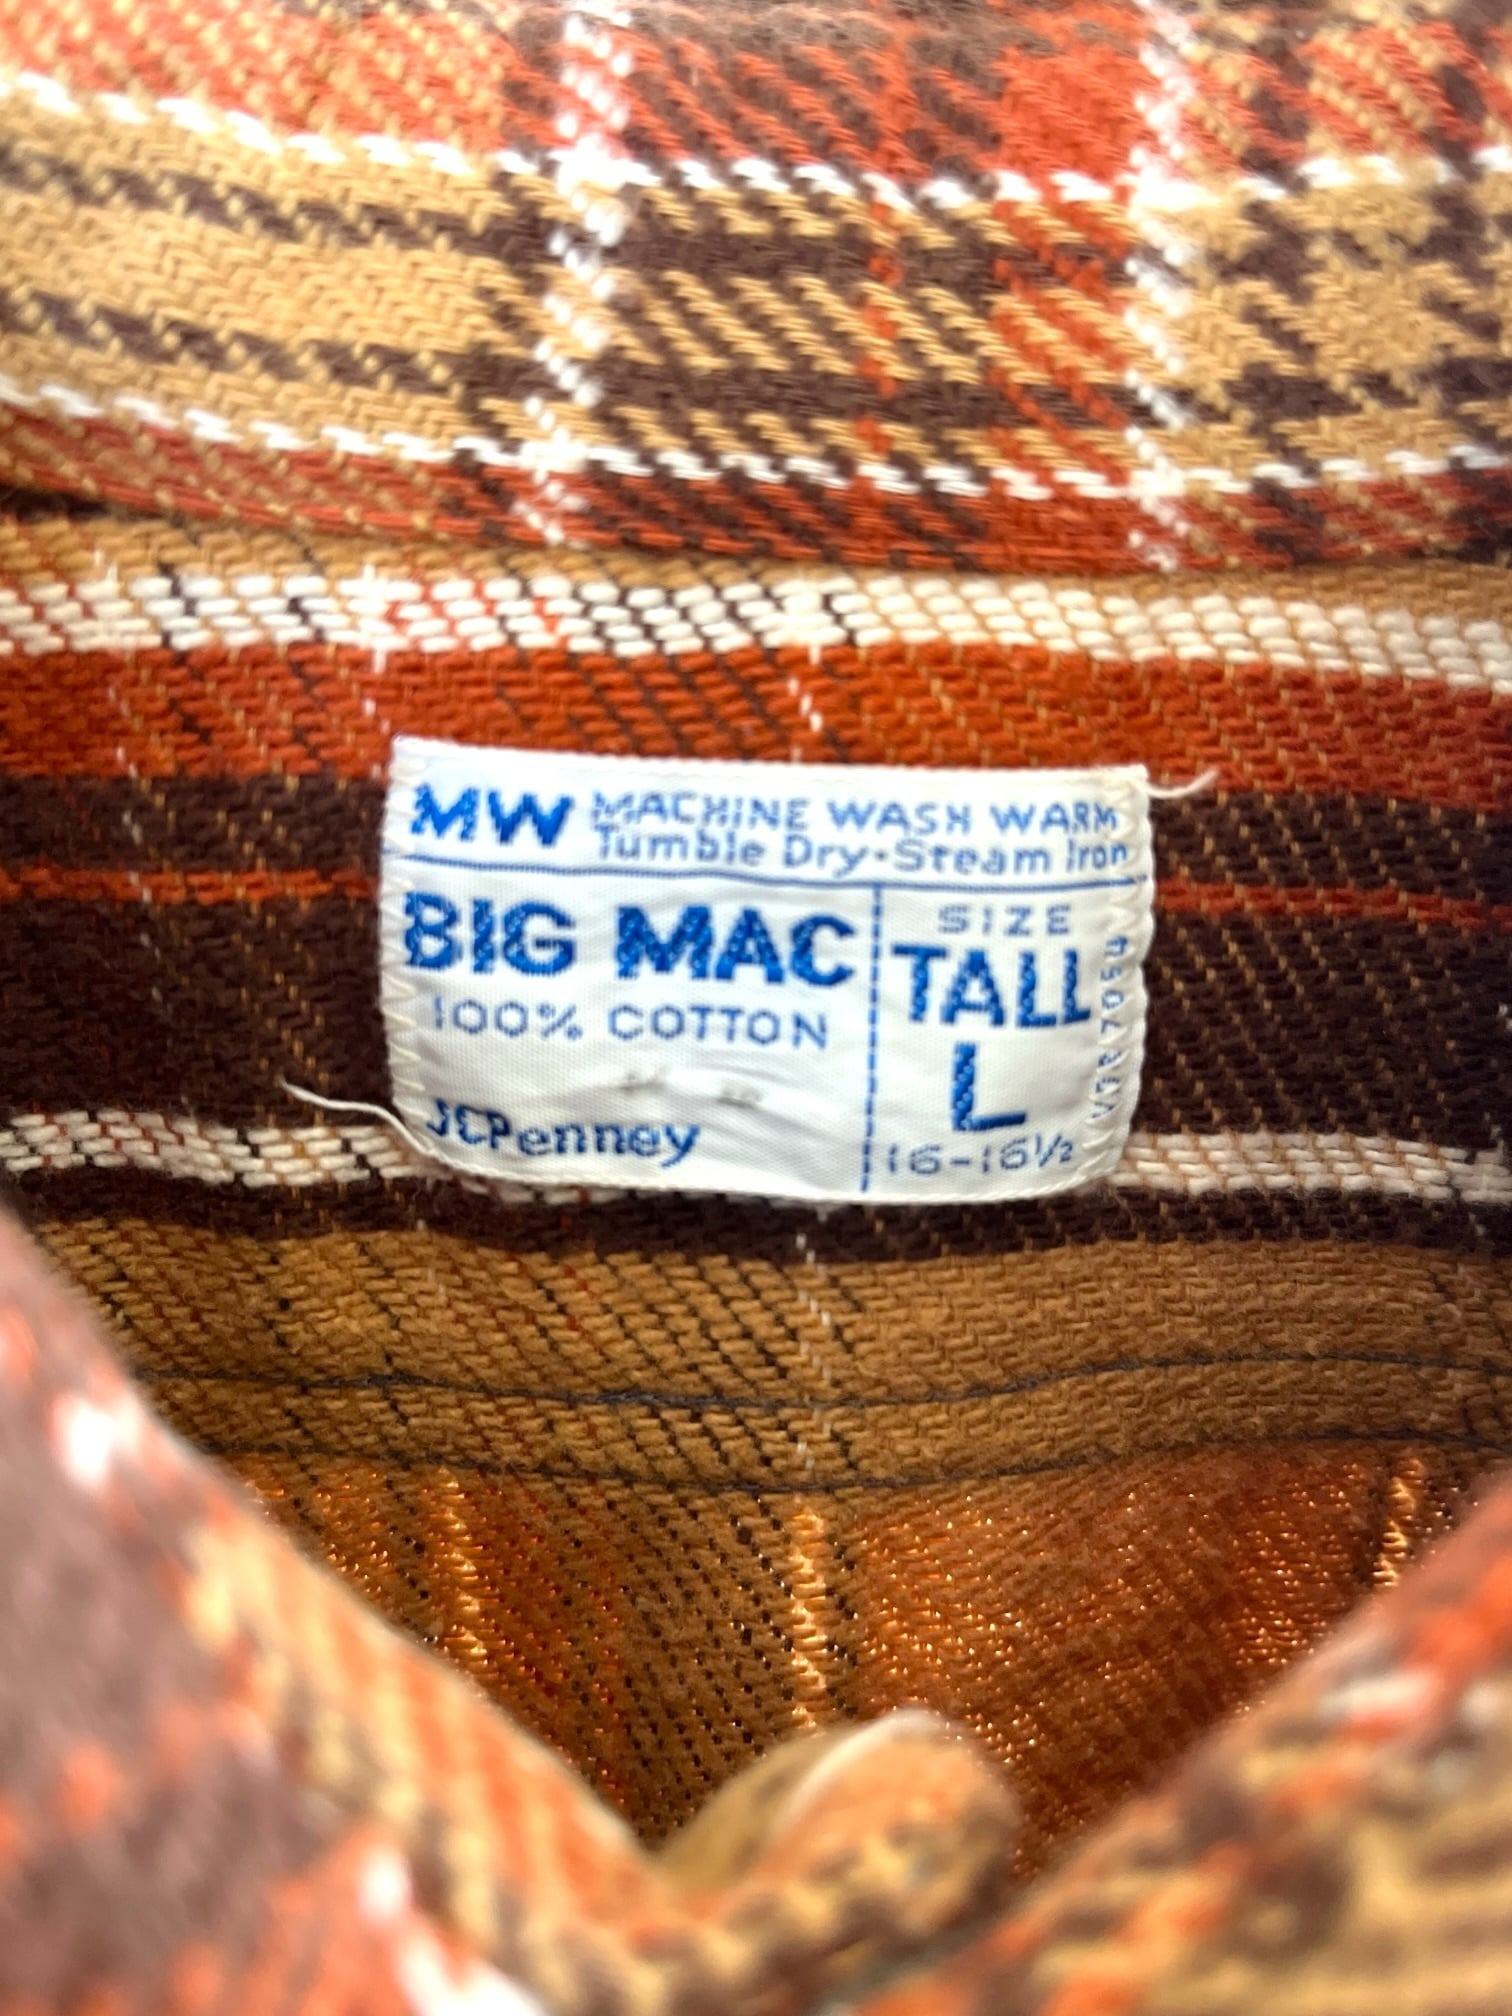 MW MACHINE WASH WARM
Tumble Dry·Steam Iron
BIG MAC
100% COTTON
JCPenney
SIZE
TALL
L
16-16½